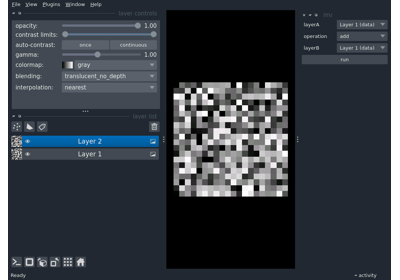 File View Plugins Window Help
layer controls
opacity: 1.00
contrast limits:
auto-contrast: once continuous
gamma: 1.00
colormap: gray
blending: translucent_no_depth
interpolation: nearest
layer list
Layer 2
Layer 1
layerA Layer 1 (data)
operation add
layerB Layer 1 (data)
run
Ready
activity